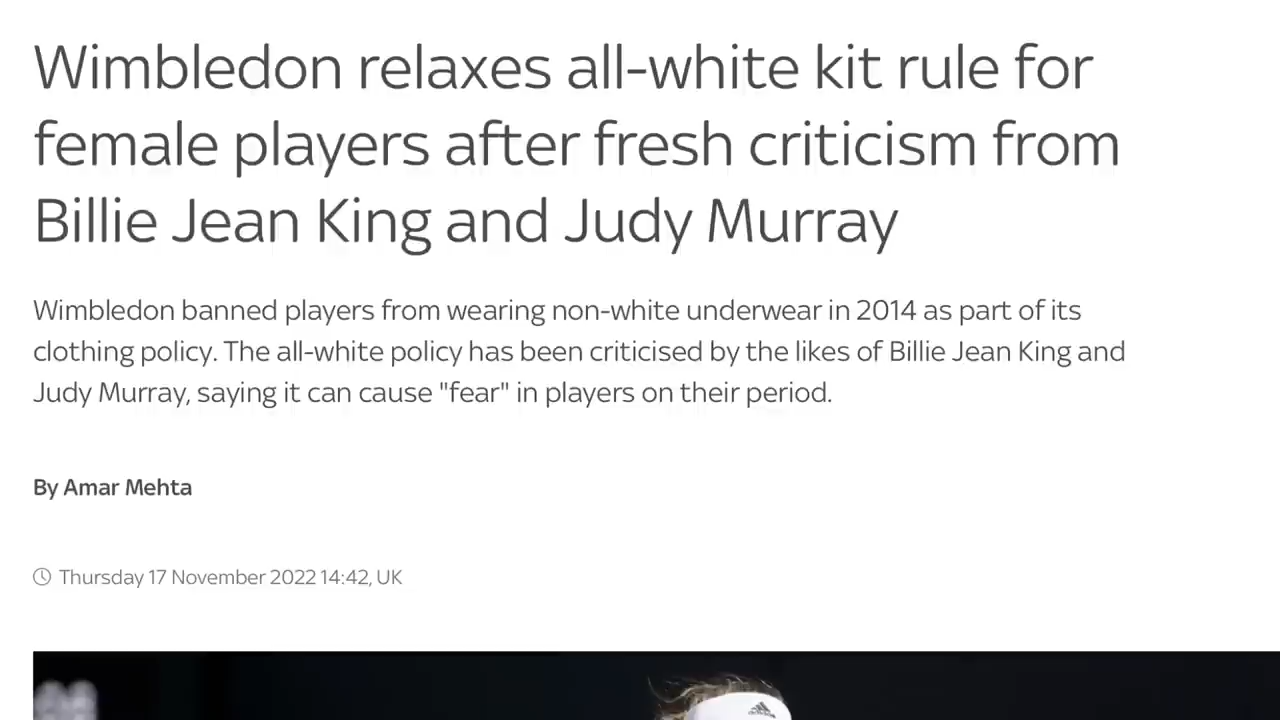 Wimbledon relaxes all-white kit rule for
female players after fresh criticism from
Billie Jean King and Judy Murray
Wimbledon banned players from wearing non-white underwear in 2014 as part of its
clothing policy. The all-white policy has been criticised by the likes of Billie Jean King and
Judy Murray, saying it can cause "fear" in players on their period.
By Amar Mehta
Thursday 17 November 2022 14:42, UK
adidas